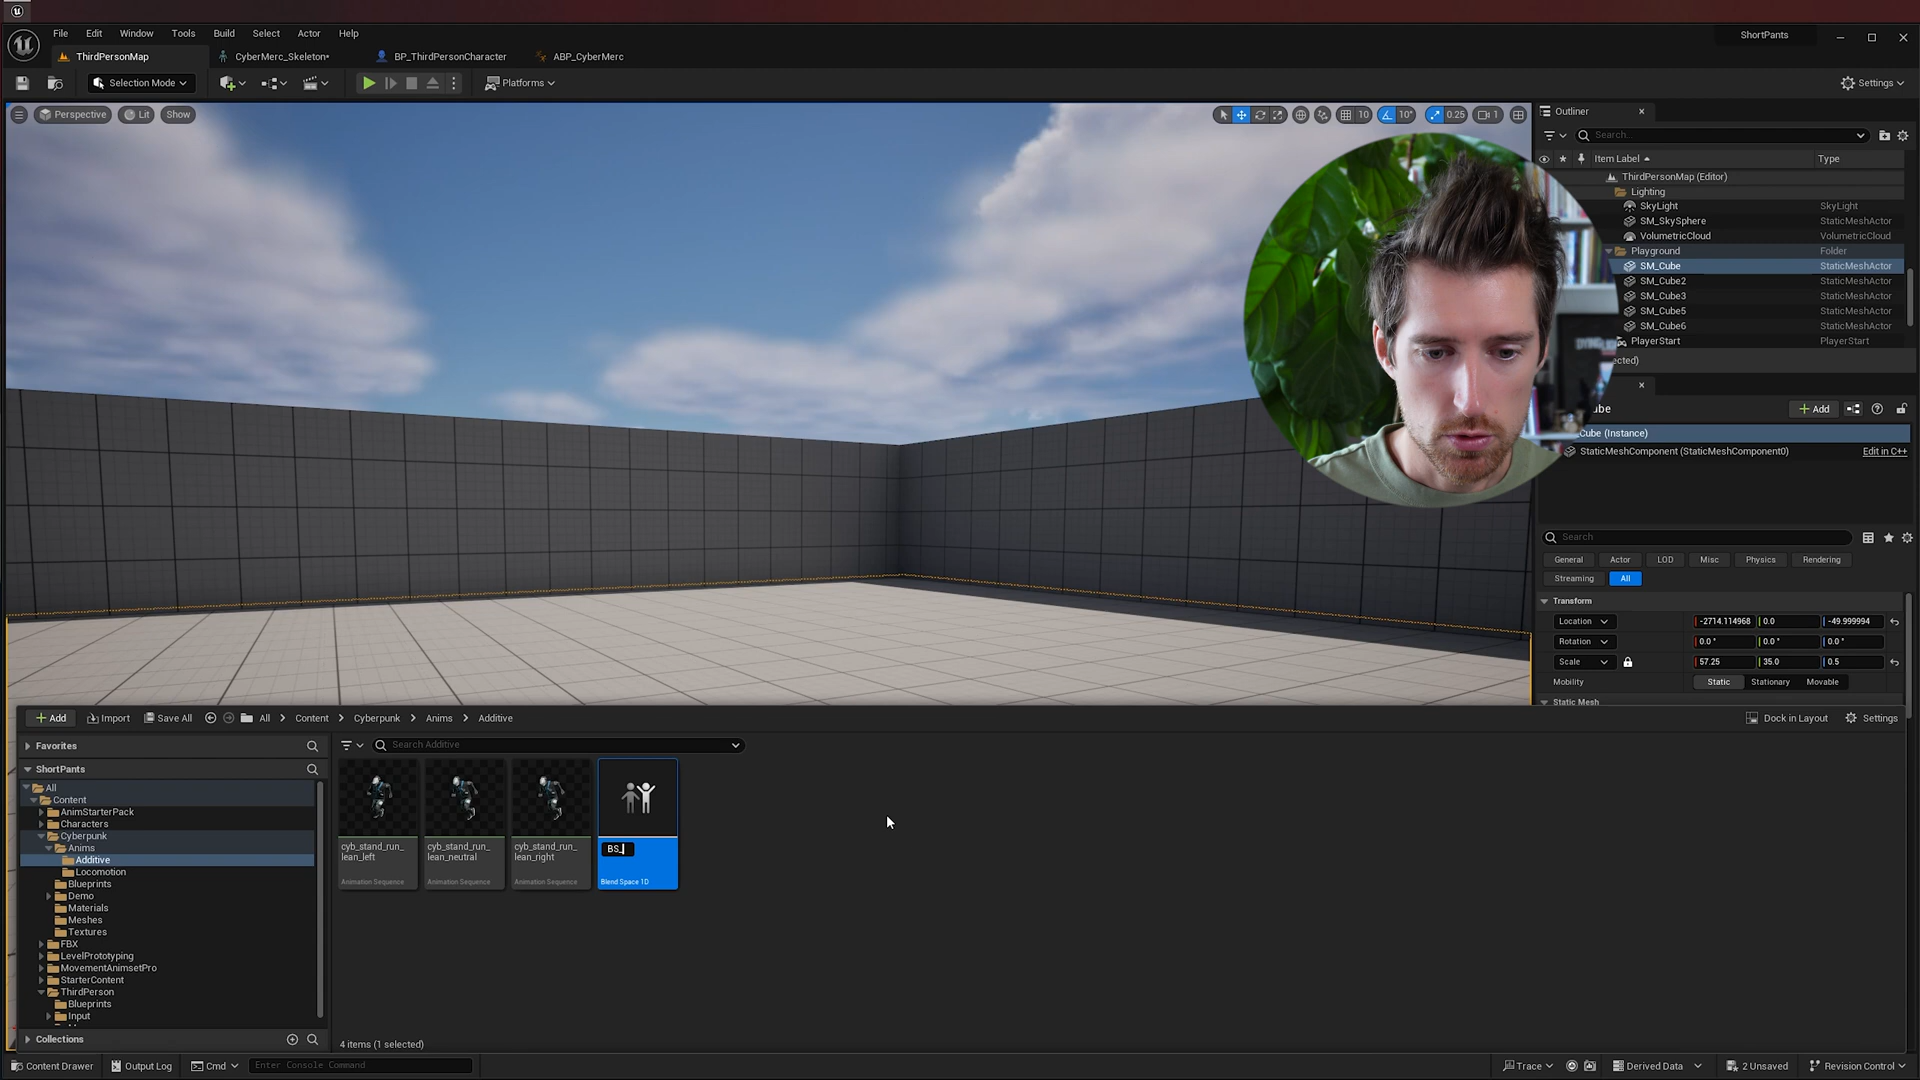 File Edit Window Tools Build Select Actor Help
ShortPants
ThirdPersonMap CyberMerc_Skeleton* BP_ThirdPersonCharacter ABP_CyberMerc
Selection Mode Platforms Settings
Perspective Lit Show 10 10° 0.25 1
Outliner
Search...
Item Label Type
ThirdPersonMap (Editor)
Lighting
SkyLight SkyLight
SM_SkySphere StaticMeshActor
VolumetricCloud VolumetricCloud
Playground Folder
SM_Cube StaticMeshActor
SM_Cube2 StaticMeshActor
SM_Cube3 StaticMeshActor
SM_Cube5 StaticMeshActor
SM_Cube6 StaticMeshActor
PlayerStart PlayerStart
ected)
ube Add
Cube (Instance)
StaticMeshComponent (StaticMeshComponent0) Edit in C++
Search
General Actor LOD Misc Physics Rendering
Streaming All
Transform
Location -2714.114968 0.0 -49.999994
Rotation 0.0 ° 0.0 ° 0.0 °
Scale 57.25 35.0 0.5
Mobility Static Stationary Movable
Static Mesh
Add Import Save All All Content Cyberpunk Anims Additive Dock in Layout Settings
Favorites
Search Additive
ShortPants
All
Content
AnimStarterPack
Characters
Cyberpunk
Anims
Additive
Locomotion
Blueprints
Demo
Materials
Meshes
Textures
FBX
LevelPrototyping
MovementAnimsetPro
StarterContent
ThirdPerson
Blueprints
Input
Collections
cyb_stand_run_
lean_left
Animation Sequence
cyb_stand_run_
lean_neutral
Animation Sequence
cyb_stand_run_
lean_right
Animation Sequence
BS_
Blend Space 1D
4 items (1 selected)
Content Drawer Output Log Cmd Enter Console Command Trace Derived Data 2 Unsaved Revision Control